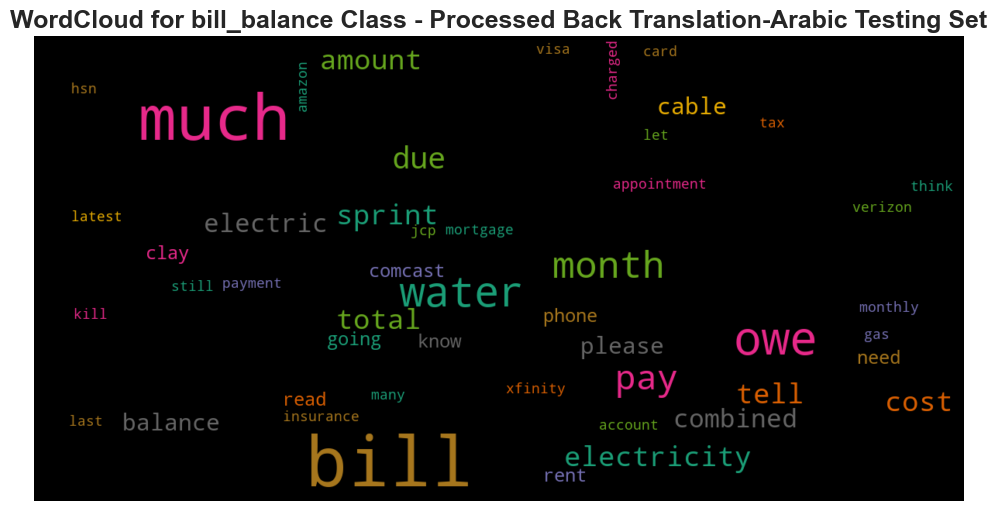 WordCloud for bill_balance Class - Processed Back Translation-Arabic Testing Set
visa
card
charged
amount
amazon
hsn
much
cable
tax
let
due
appointment
think
verizon
latest
sprint
electric
jcp
mortgage
clay
month
comcast
still
payment
water
kill
monthly
phone
total
gas
going
know
please
owe
need
pay
xfinity
tell
many
read
cost
insurance
last
balance
account
combined
bill
electricity
rent